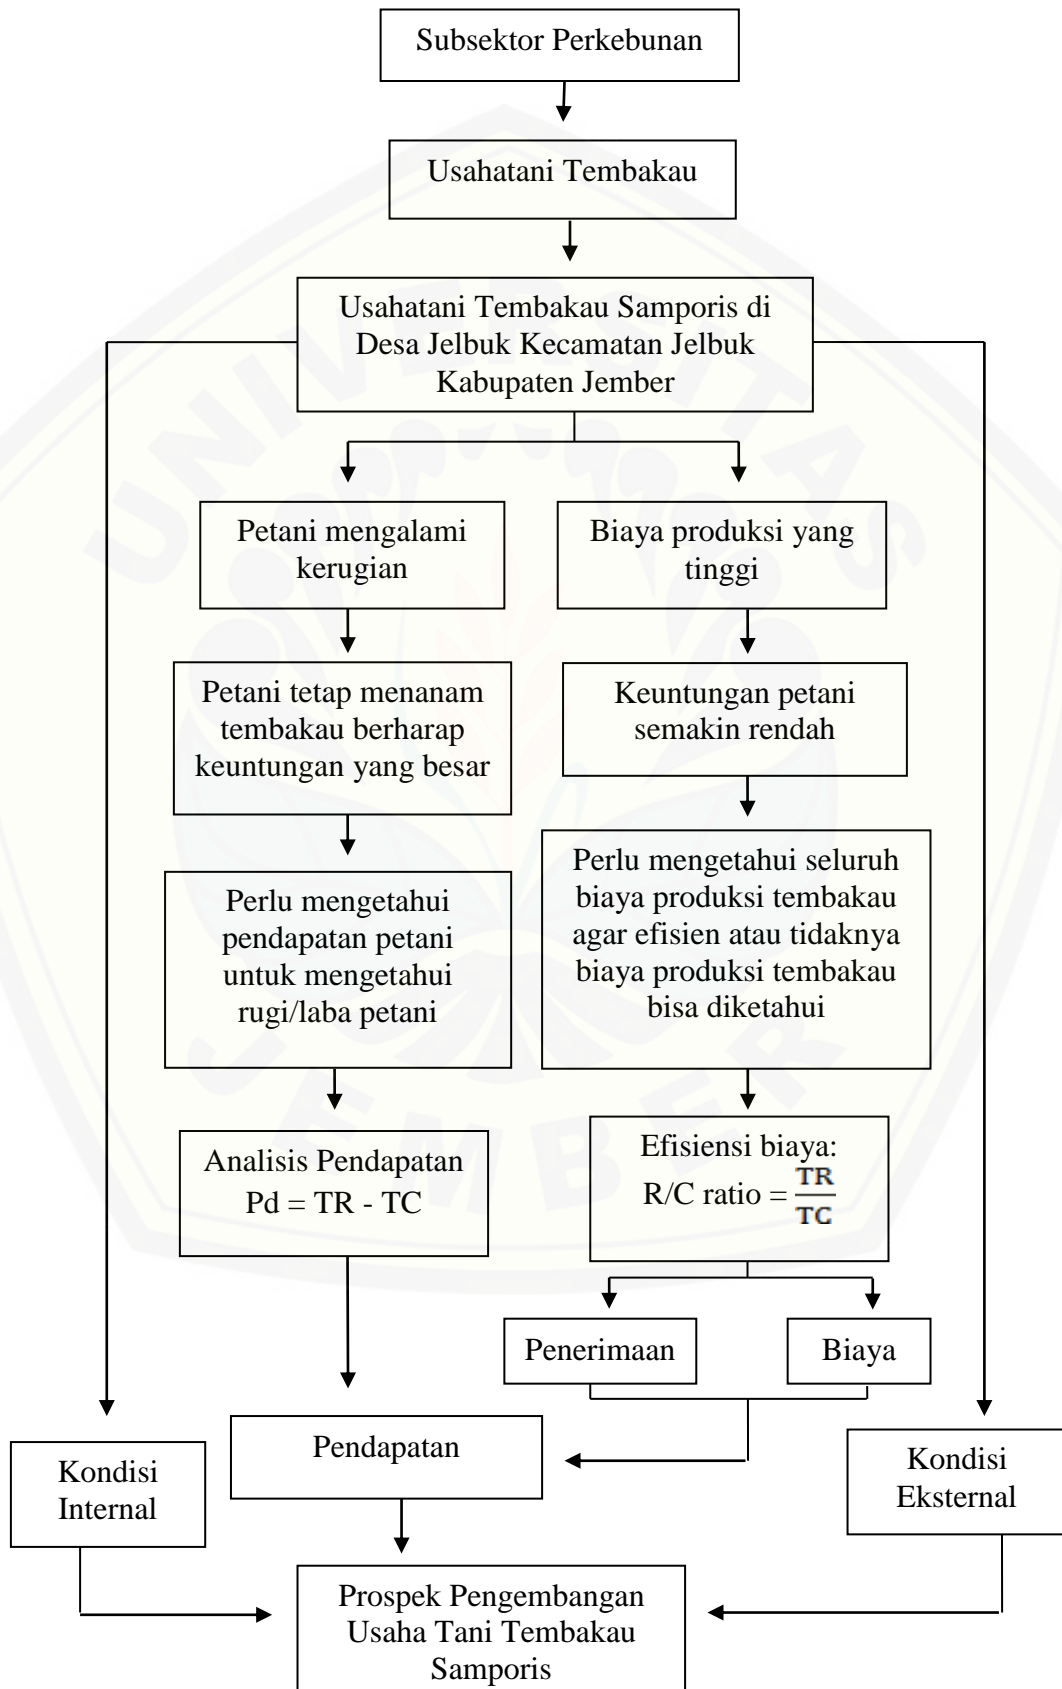 Subsektor Perkebunan
Usahatani Tembakau
Usahatani Tembakau Samporis di
Desa Jelbuk Kecamatan Jelbuk
Kabupaten Jember
Petani mengalami
kerugian
Biaya produksi yang
tinggi
Petani tetap menanam
tembakau berharap
keuntungan yang besar
Keuntungan petani
semakin rendah
Perlu mengetahui
pendapatan petani
untuk mengetahui
rugi/laba petani
Perlu mengetahui seluruh
biaya produksi tembakau
agar efisien atau tidaknya
biaya produksi tembakau
bisa diketahui
Analisis Pendapatan
Pd = TR - TC
Efisiensi biaya:
R/C ratio = TR/TC
Penerimaan
Biaya
Kondisi
Internal
Pendapatan
Kondisi
Eksternal
Prospek Pengembangan
Usaha Tani Tembakau
Samporis
UNIVERSITAS
JEMBER